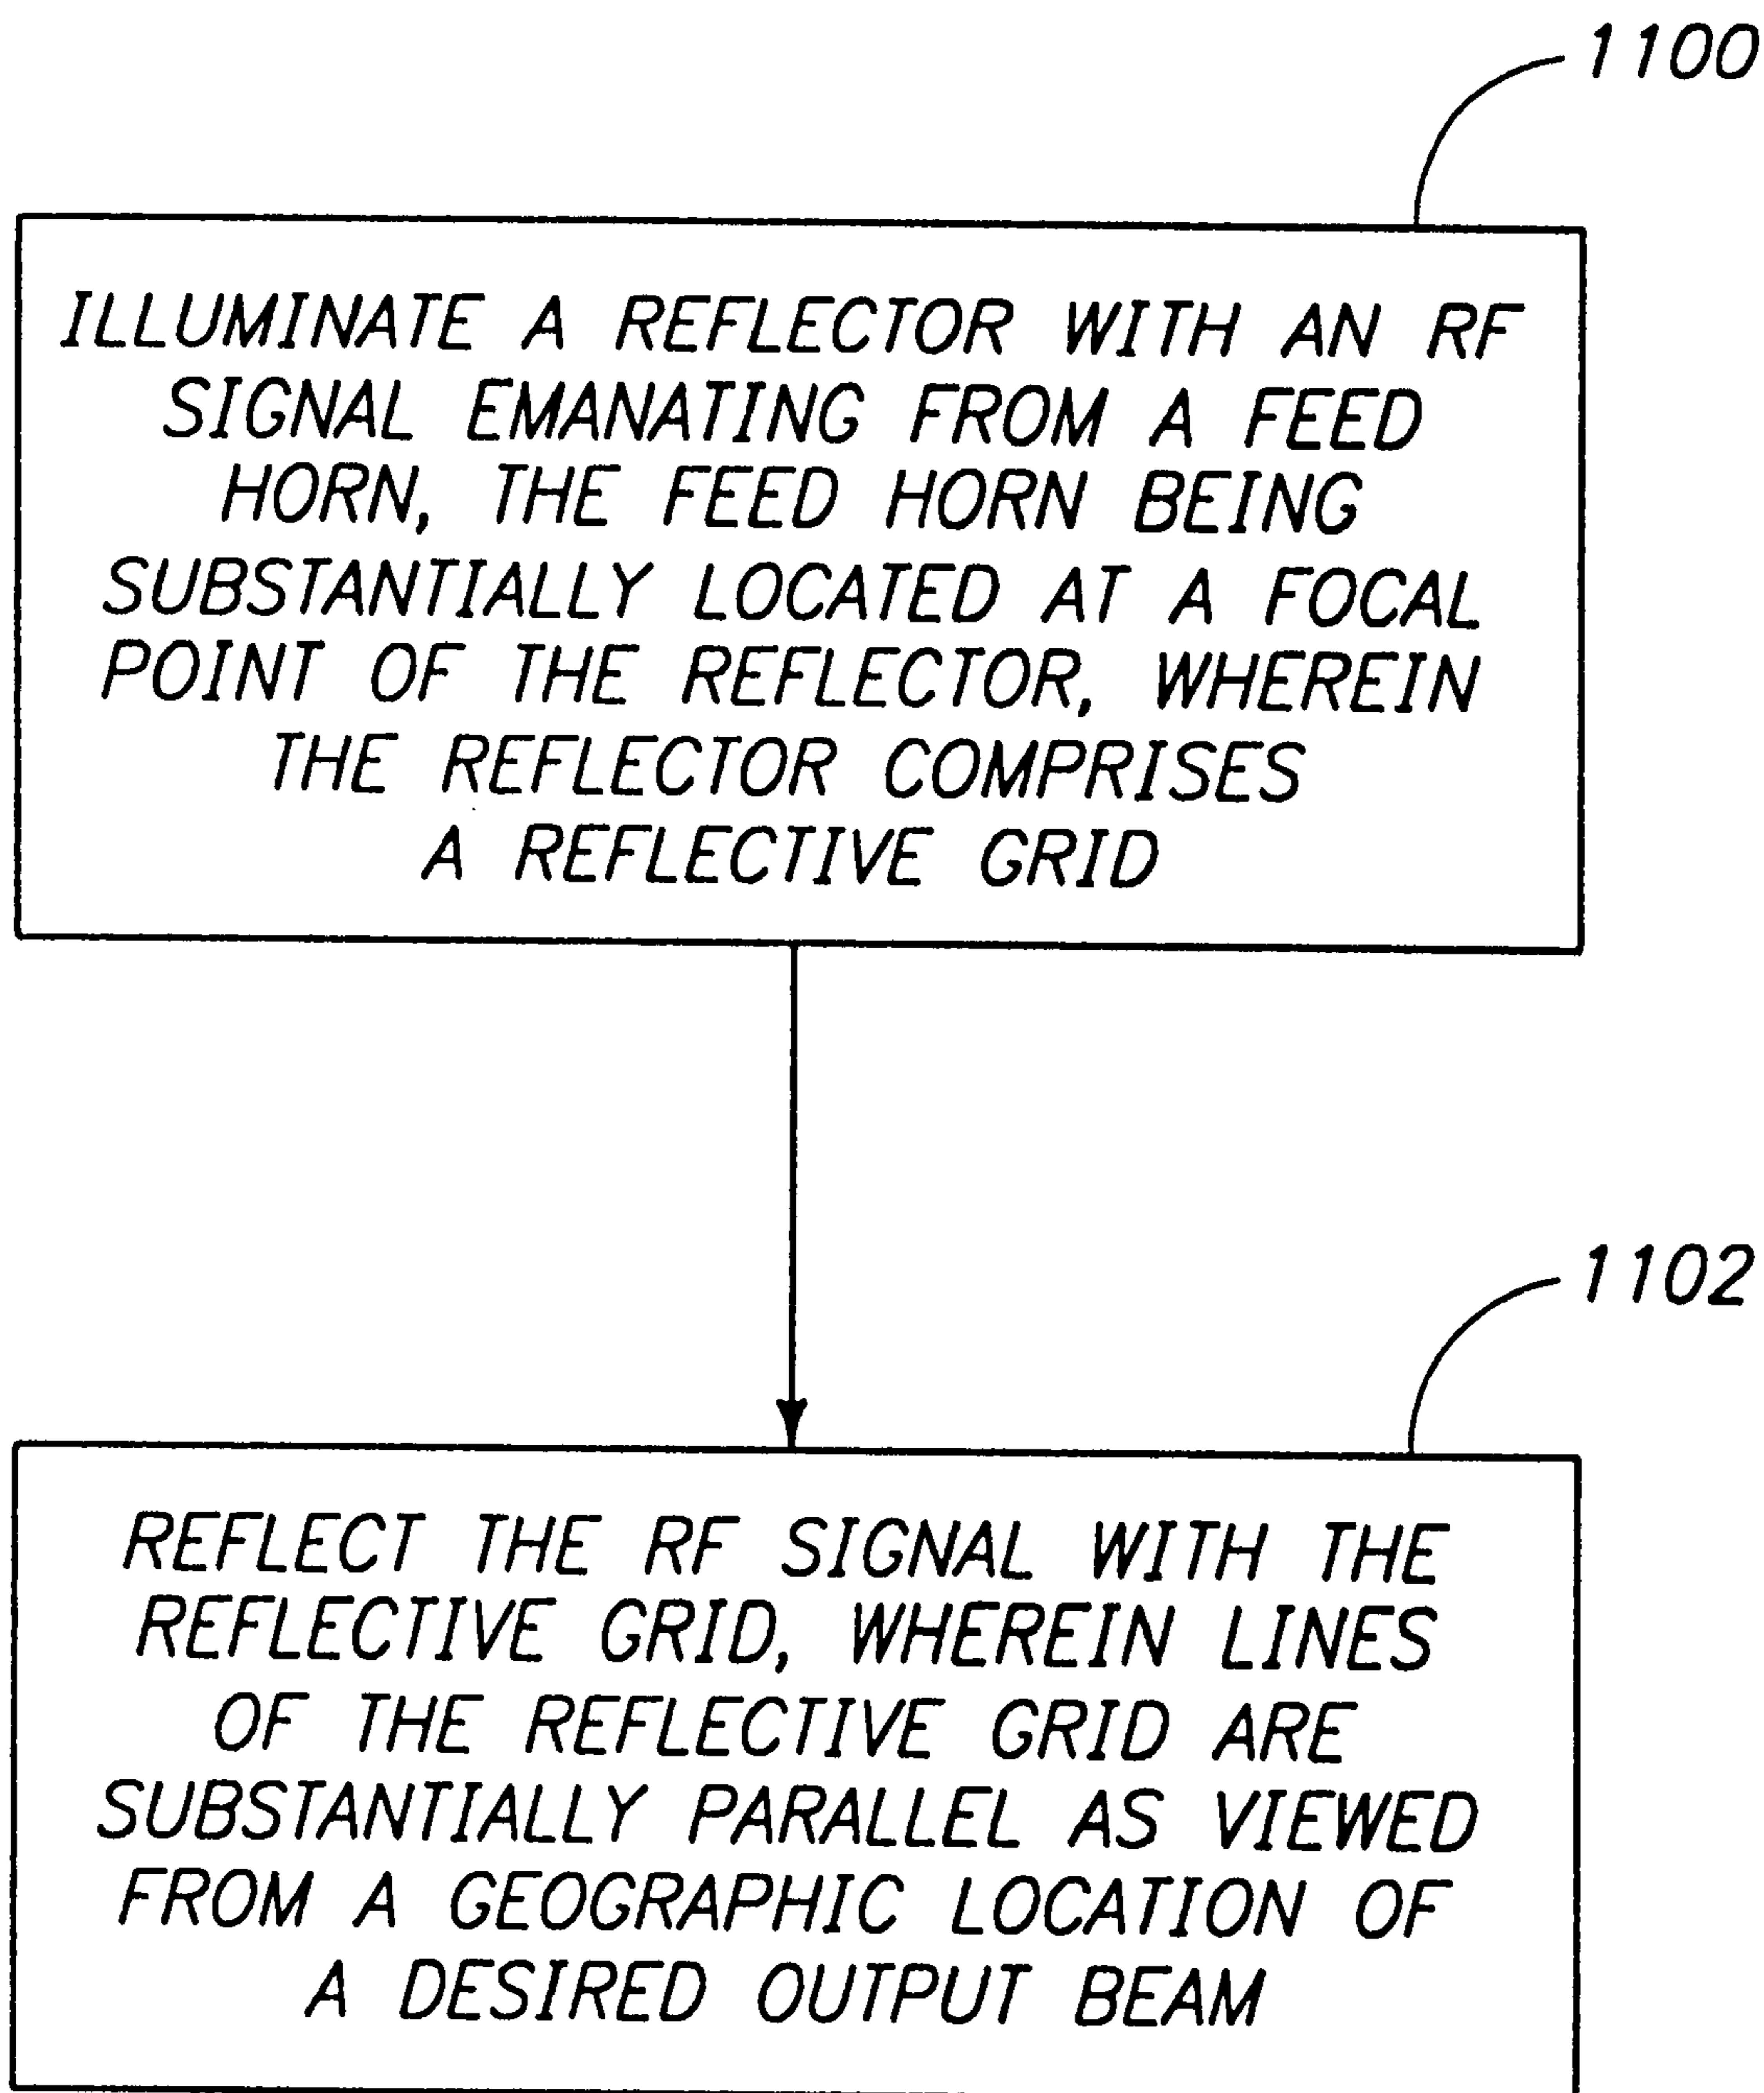 1100
ILLUMINATE A REFLECTOR WITH AN RF
SIGNAL EMANATING FROM A FEED
HORN, THE FEED HORN BEING
SUBSTANTIALLY LOCATED AT A FOCAL
POINT OF THE REFLECTOR, WHEREIN
THE REFLECTOR COMPRISES
A REFLECTIVE GRID
1102
REFLECT THE RF SIGNAL WITH THE
REFLECTIVE GRID, WHEREIN LINES
OF THE REFLECTIVE GRID ARE
SUBSTANTIALLY PARALLEL AS VIEWED
FROM A GEOGRAPHIC LOCATION OF
A DESIRED OUTPUT BEAM